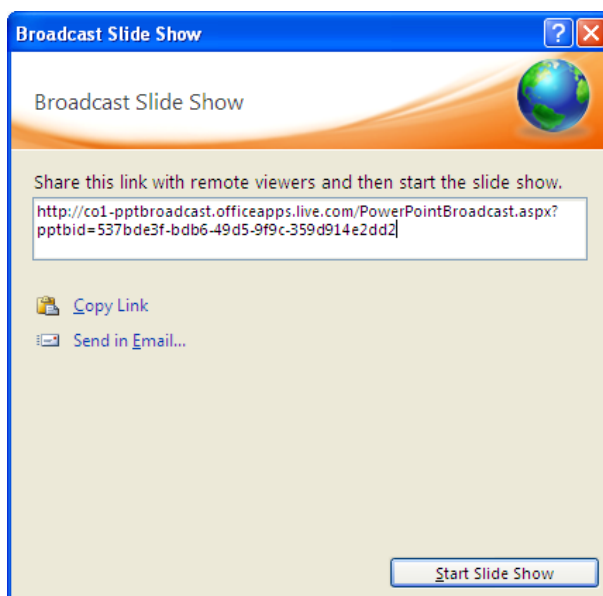 Broadcast Slide Show
Broadcast Slide Show
Share this link with remote viewers and then start the slide show.
http://co1-pptbroadcast.officeapps.live.com/PowerPointBroadcast.aspx?
pptbid=537bde3f-bdb6-49d5-9f9c-359d914e2dd2
Copy Link
Send in Email...
Start Slide Show